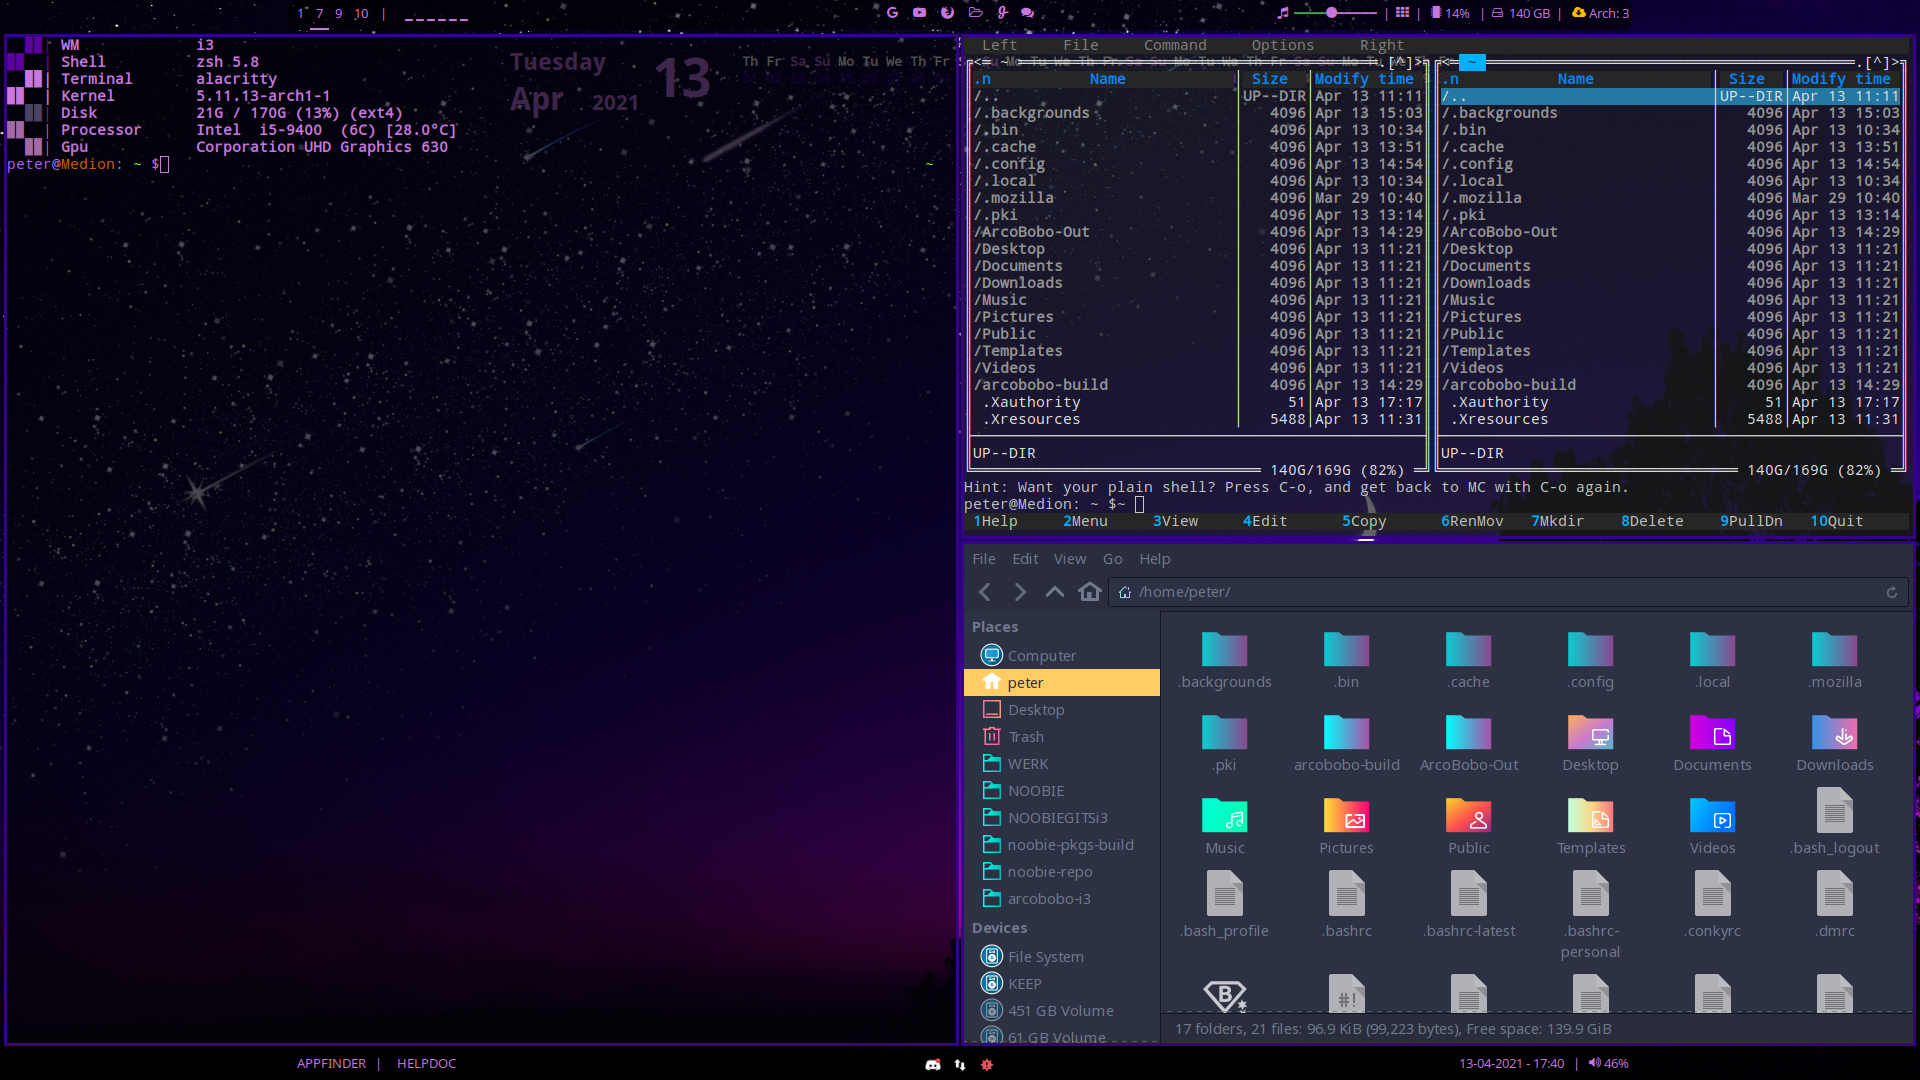 1 7 9 10 | ______
14% | 140 GB | Arch: 3
WM i3
Shell zsh 5.8
Terminal alacritty
Kernel 5.11.13-arch1-1
Disk 21G / 170G (13%) (ext4)
Processor Intel i5-9400 (6C) [28.0°C]
Gpu Corporation UHD Graphics 630
peter@Medion: ~ $
~
Tuesday 13
Apr 2021
Th Fr Sa Su Mo Tu We Th Fr
Left File Command Options Right
.n Name Size Modify time
/.. UP--DIR Apr 13 11:11
/.backgrounds 4096 Apr 13 15:03
/.bin 4096 Apr 13 10:34
/.cache 4096 Apr 13 13:51
/.config 4096 Apr 13 14:54
/.local 4096 Apr 13 10:34
/.mozilla 4096 Mar 29 10:40
/.pki 4096 Apr 13 13:14
/ArcoBobo-Out 4096 Apr 13 14:29
/Desktop 4096 Apr 13 11:21
/Documents 4096 Apr 13 11:21
/Downloads 4096 Apr 13 11:21
/Music 4096 Apr 13 11:21
/Pictures 4096 Apr 13 11:21
/Public 4096 Apr 13 11:21
/Templates 4096 Apr 13 11:21
/Videos 4096 Apr 13 11:21
/arcobobo-build 4096 Apr 13 14:29
.Xauthority 51 Apr 13 17:17
.Xresources 5488 Apr 13 11:31
UP--DIR
140G/169G (82%)
~ .[^]>
.n Name Size Modify time
/.. UP--DIR Apr 13 11:11
/.backgrounds 4096 Apr 13 15:03
/.bin 4096 Apr 13 10:34
/.cache 4096 Apr 13 13:51
/.config 4096 Apr 13 14:54
/.local 4096 Apr 13 10:34
/.mozilla 4096 Mar 29 10:40
/.pki 4096 Apr 13 13:14
/ArcoBobo-Out 4096 Apr 13 14:29
/Desktop 4096 Apr 13 11:21
/Documents 4096 Apr 13 11:21
/Downloads 4096 Apr 13 11:21
/Music 4096 Apr 13 11:21
/Pictures 4096 Apr 13 11:21
/Public 4096 Apr 13 11:21
/Templates 4096 Apr 13 11:21
/Videos 4096 Apr 13 11:21
/arcobobo-build 4096 Apr 13 14:29
.Xauthority 51 Apr 13 17:17
.Xresources 5488 Apr 13 11:31
UP--DIR
140G/169G (82%)
Hint: Want your plain shell? Press C-o, and get back to MC with C-o again.
peter@Medion: ~ $~
1Help 2Menu 3View 4Edit 5Copy 6RenMov 7Mkdir 8Delete 9PullDn 10Quit
File Edit View Go Help
/home/peter/
Places
Computer
peter
Desktop
Trash
WERK
NOOBIE
NOOBIEGITSi3
noobie-pkgs-build
noobie-repo
arcobobo-i3
Devices
File System
KEEP
451 GB Volume
61 GB Volume
.backgrounds .bin .cache .config .local .mozilla
.pki arcobobo-build ArcoBobo-Out Desktop Documents Downloads
Music Pictures Public Templates Videos .bash_logout
.bash_profile .bashrc .bashrc-latest .bashrc-personal .conkyrc .dmrc
B #!
17 folders, 21 files: 96.9 KiB (99,223 bytes), Free space: 139.9 GiB
APPFINDER | HELPDOC
13-04-2021 - 17:40 | 46%